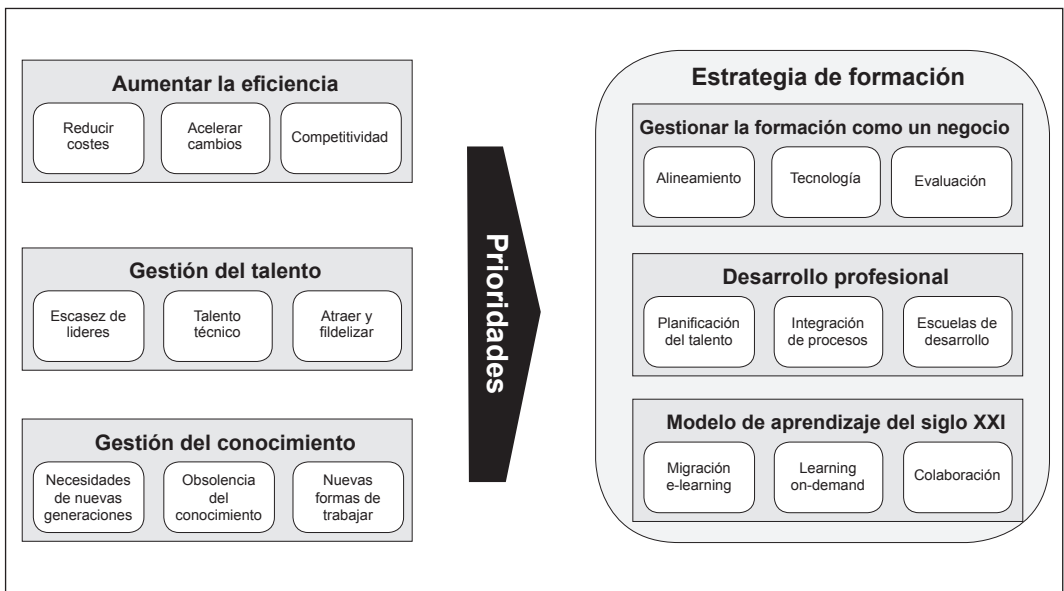 Aumentar la eficiencia
Reducir
costes
Acelerar
cambios
Competitividad
Gestión del talento
Escasez de
lideres
Talento
técnico
Atraer y
fildelizar
Gestión del conocimiento
Necesidades
de nuevas
generaciones
Obsolencia
del
conocimiento
Nuevas
formas de
trabajar
Prioridades
Estrategia de formación
Gestionar la formación como un negocio
Alineamiento
Tecnología
Evaluación
Desarrollo profesional
Planificación
del talento
Integración
de procesos
Escuelas de
desarrollo
Modelo de aprendizaje del siglo XXI
Migración
e-learning
Learning
on-demand
Colaboración